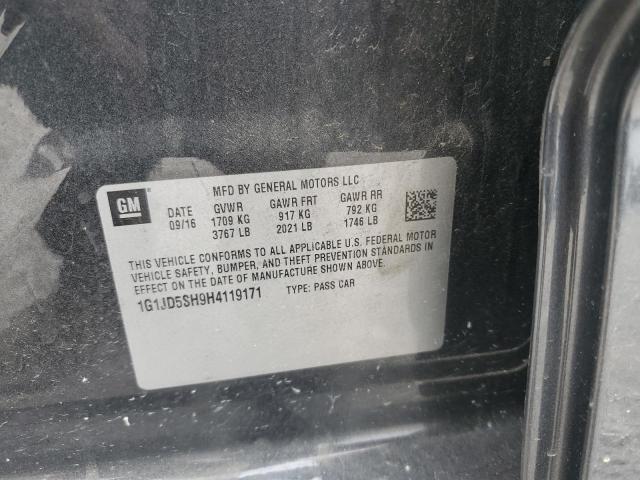 GM
MFD BY GENERAL MOTORS LLC
DATE GVWR GAWR FRT GAWR RR
09/16 1709 KG 917 KG 792 KG
3767 LB 2021 LB 1746 LB
THIS VEHICLE CONFORMS TO ALL APPLICABLE U.S. FEDERAL MOTOR
VEHICLE SAFETY, BUMPER, AND THEFT PREVENTION STANDARDS IN
EFFECT ON THE DATE OF MANUFACTURE SHOWN ABOVE.
1G1JD5SH9H4119171 TYPE: PASS CAR